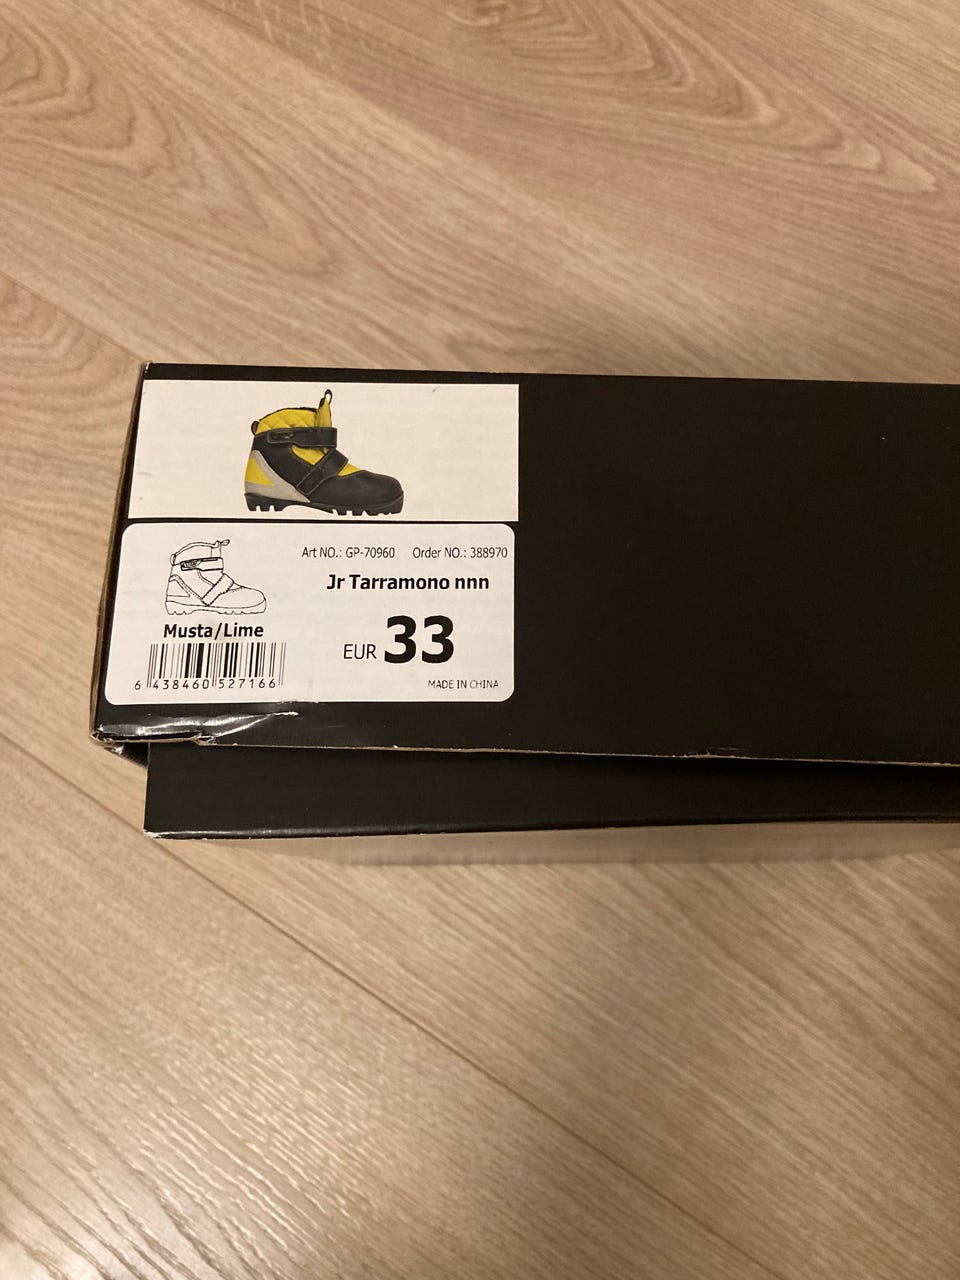 Art NO.: GP-70960 Order NO.: 388970
Jr Tarramono nnn
Musta/Lime
EUR 33
6 438460 527166
MADE IN CHINA